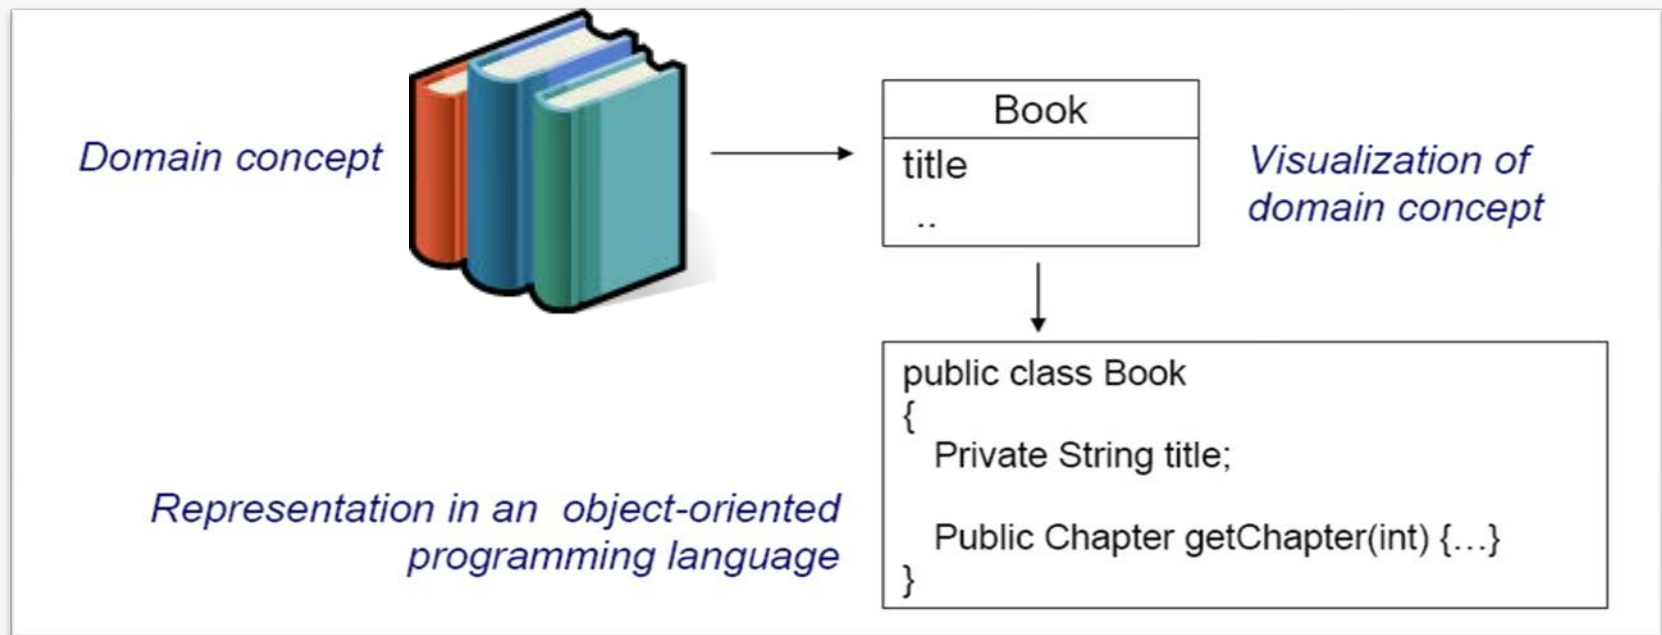 Domain concept
Book
title
..
Visualization of
domain concept
public class Book
{
Private String title;
Public Chapter getChapter(int) {...}
}
Representation in an object-oriented
programming language